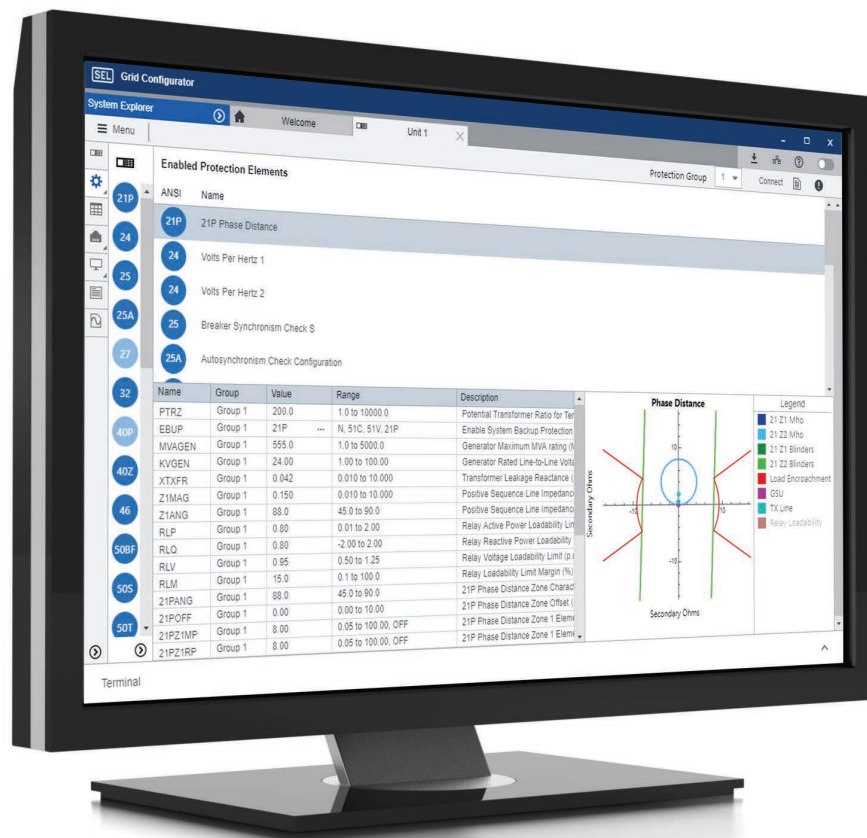 SEL Grid Configurator
System Explorer
Welcome
Unit 1
Menu
Enabled Protection Elements
Protection Group 1
Connect
ANSI Name
21P 21P Phase Distance
24 Volts Per Hertz 1
24 Volts Per Hertz 2
25 Breaker Synchronism Check S
25A Autosynchronism Check Configuration
21P
24
25
25A
27
32
40P
40Z
46
50BF
50S
50T
Name Group Value Range Description
PTRZ Group 1 200.0 1.0 to 10000.0 Potential Transformer Ratio for Ter
EBUP Group 1 21P ... N, 51C, 51V, 21P Enable System Backup Protection
MVAGEN Group 1 555.0 1.0 to 5000.0 Generator Maximum MVA rating (
KVGEN Group 1 24.00 1.00 to 100.00 Generator Rated Line-to-Line Volta
XTXFR Group 1 0.042 0.010 to 10.000 Transformer Leakage Reactance (
Z1MAG Group 1 0.150 0.010 to 10.000 Positive Sequence Line Impedanc
Z1ANG Group 1 88.0 45.0 to 90.0 Positive Sequence Line Impedanc
RLP Group 1 0.80 0.01 to 2.00 Relay Active Power Loadability Lim
RLQ Group 1 0.80 -2.00 to 2.00 Relay Reactive Power Loadability
RLV Group 1 0.95 0.50 to 1.25 Relay Voltage Loadability Limit (p.
RLM Group 1 15.0 0.1 to 100.0 Relay Loadability Limit Margin (%)
21PANG Group 1 88.0 45.0 to 90.0 21P Phase Distance Zone Charact
21POFF Group 1 0.00 0.00 to 10.00 21P Phase Distance Zone Offset (
21PZ1MP Group 1 8.00 0.05 to 100.00, OFF 21P Phase Distance Zone 1 Eleme
21PZ1RP Group 1 8.00 0.05 to 100.00, OFF 21P Phase Distance Zone 1 Eleme
Phase Distance
Secondary Ohms
10
-10
10
-10
Secondary Ohms
Legend
21 Z1 Mho
21 Z2 Mho
21 Z1 Blinders
21 Z2 Blinders
Load Encroachment
GSU
TX Line
Relay Loadability
Terminal